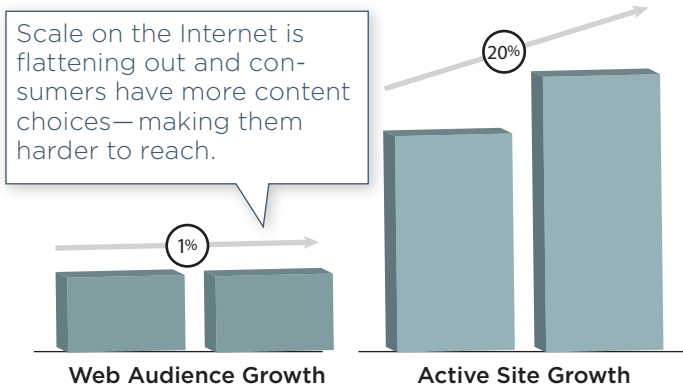 Scale on the Internet is
flattening out and con-
sumers have more content
choices—making them
harder to reach.
20%
1%
Web Audience Growth
Active Site Growth